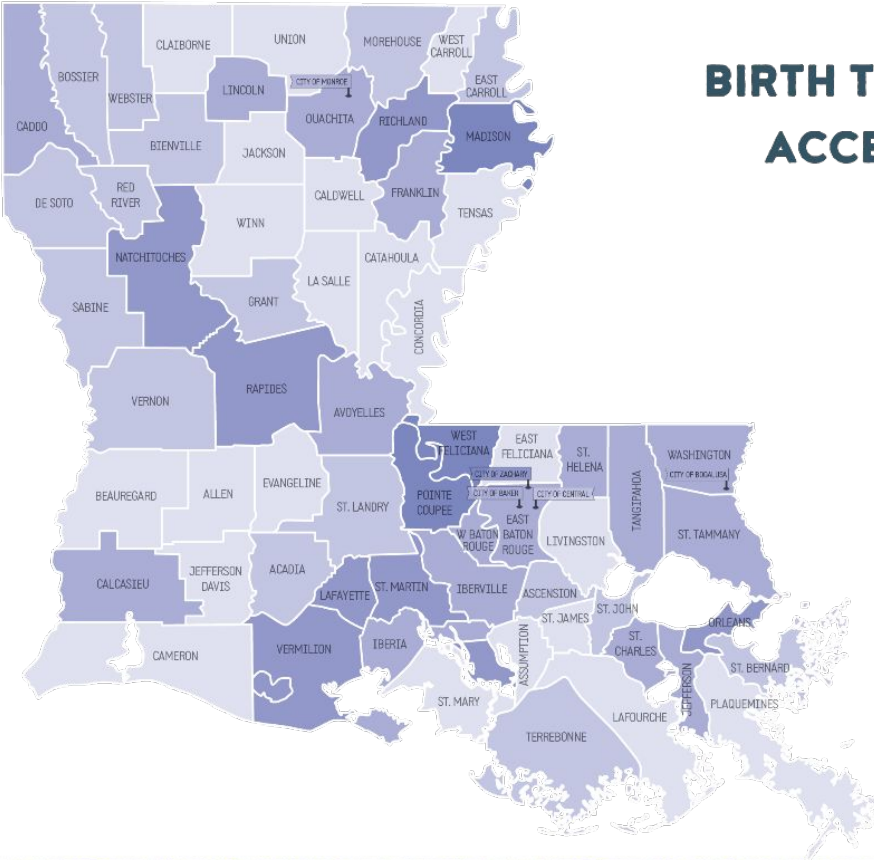 BIRTH T
ACCE
CLAIBORNE
UNION
MOREHOUSE
WEST
CARROLL
BOSSIER
WEBSTER
LINCOLN
CITY OF MONROE
EAST
CARROLL
CADDO
OUACHITA
RICHLAND
MADISON
BIENVILLE
JACKSON
DE SOTO
RED
RIVER
CALDWELL
FRANKLIN
TENSAS
WINN
NATCHITOCHES
CATAHOULA
LA SALLE
SABINE
GRANT
CONCORDIA
VERNON
RAPIDES
AVOYELLES
WEST
FELICIANA
EAST
FELICIANA
ST.
HELENA
WASHINGTON
CITY OF BOGALUSA
CITY OF ZACHARY
BEAUREGARD
ALLEN
EVANGELINE
POINTE
COUPEE
CITY OF BAKER
CITY OF CENTRAL
TANGIPAHOA
ST. LANDRY
EAST
BATON
ROUGE
W BATON
ROUGE
LIVINGSTON
ST. TAMMANY
CALCASIEU
JEFFERSON
DAVIS
ACADIA
LAFAYETTE
ST. MARTIN
IBERVILLE
ASCENSION
ST. JOHN
ST. JAMES
ORLEANS
CAMERON
VERMILION
IBERIA
ASSUMPTION
ST.
CHARLES
ST. BERNARD
JEFFERSON
ST. MARY
LAFOURCHE
PLAQUEMINES
TERREBONNE